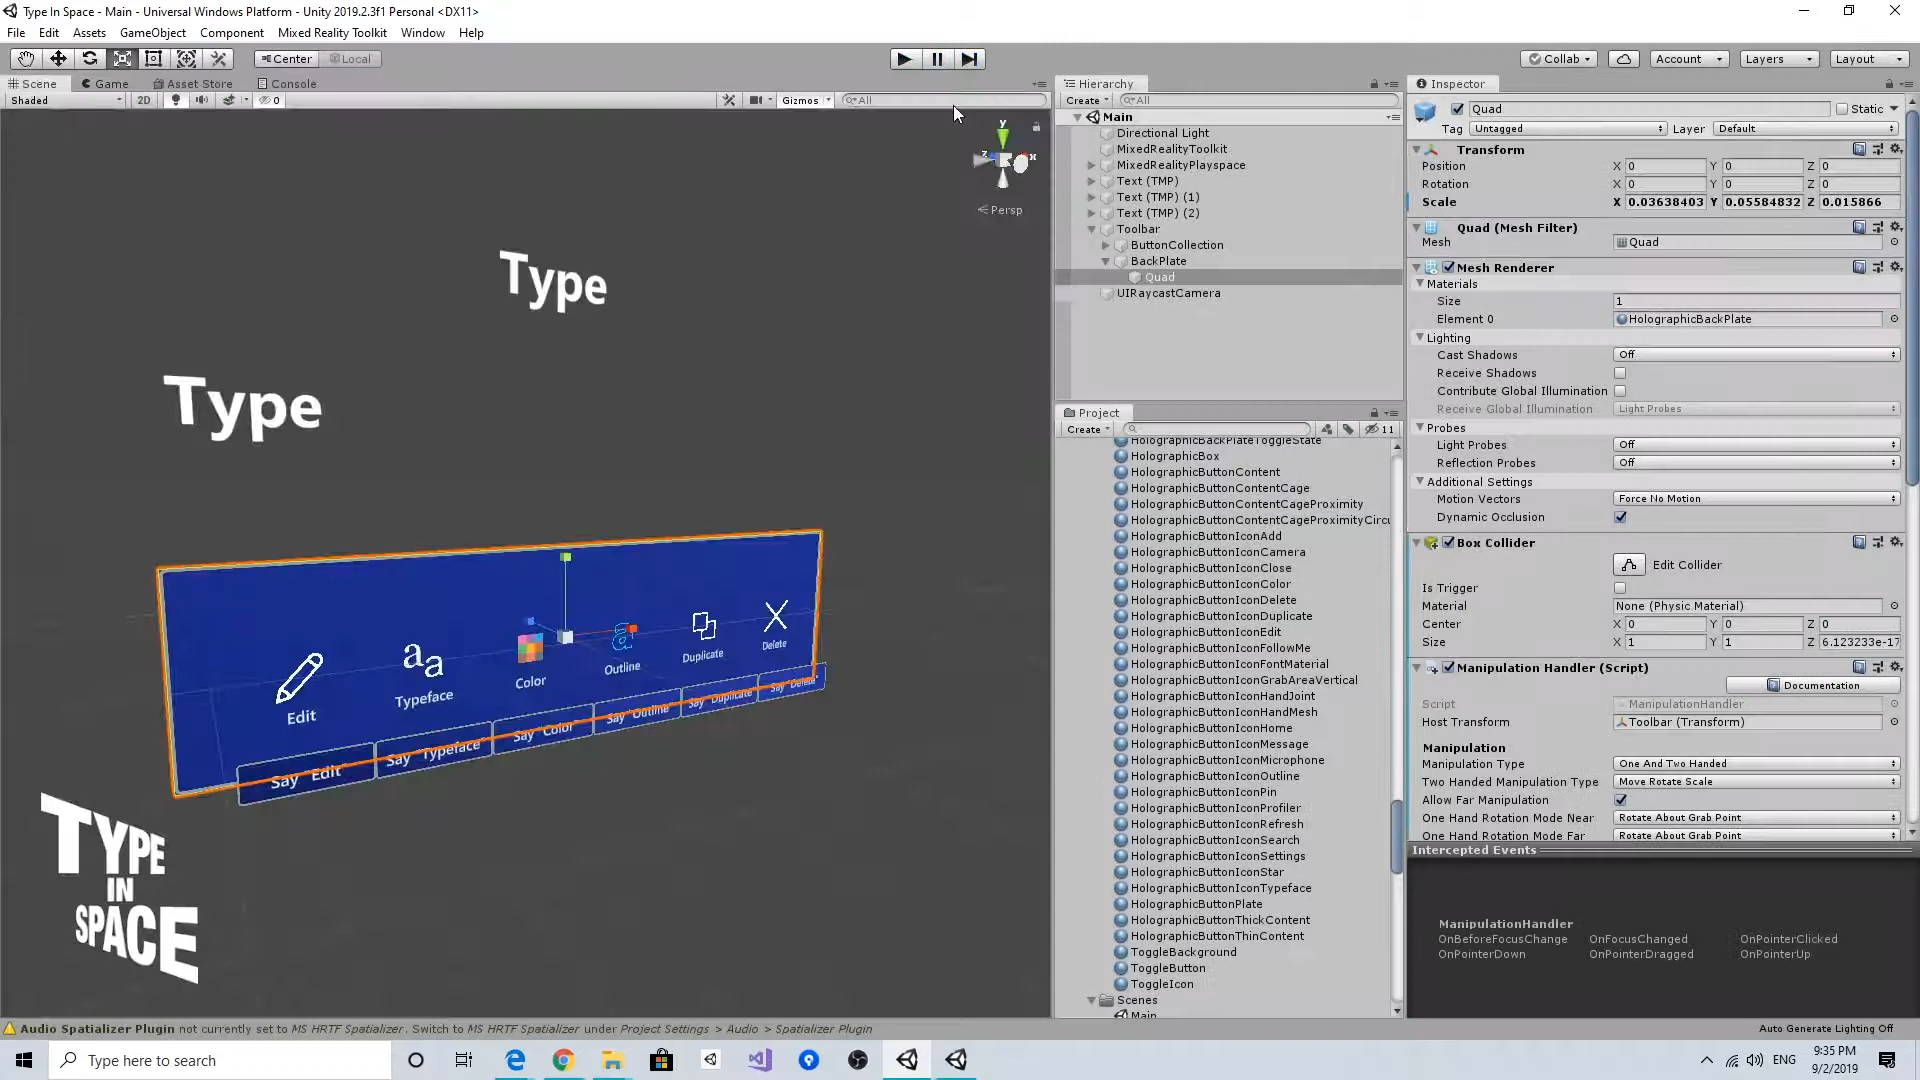 Type In Space - Main - Universal Windows Platform - Unity 2019.2.3f1 Personal <DX11>
File Edit Assets GameObject Component Mixed Reality Toolkit Window Help
Center Local
Collab Account Layers Layout
Scene Game Asset Store Console
Shaded 2D 0 Gizmos All
y
z x
Persp
Type
Type
Edit
Typeface
Color
Outline
Duplicate
Delete
Say "Edit"
Say "Typeface"
Say "Color"
Say "Outline"
Say "Duplicate"
Say "Delete"
TYPE
IN
SPACE
Hierarchy
Create All
Main
Directional Light
MixedRealityToolkit
MixedRealityPlayspace
Text (TMP)
Text (TMP) (1)
Text (TMP) (2)
Toolbar
ButtonCollection
BackPlate
Quad
UIRaycastCamera
Project
Create 11
HolographicBackPlateToggleState
HolographicBox
HolographicButtonContent
HolographicButtonContentCage
HolographicButtonContentCageProximity
HolographicButtonContentCageProximityCircu
HolographicButtonIconAdd
HolographicButtonIconCamera
HolographicButtonIconClose
HolographicButtonIconColor
HolographicButtonIconDelete
HolographicButtonIconDuplicate
HolographicButtonIconEdit
HolographicButtonIconFollowMe
HolographicButtonIconFontMaterial
HolographicButtonIconGrabAreaVertical
HolographicButtonIconHandJoint
HolographicButtonIconHandMesh
HolographicButtonIconHome
HolographicButtonIconMessage
HolographicButtonIconMicrophone
HolographicButtonIconOutline
HolographicButtonIconPin
HolographicButtonIconProfiler
HolographicButtonIconRefresh
HolographicButtonIconSearch
HolographicButtonIconSettings
HolographicButtonIconStar
HolographicButtonIconTypeface
HolographicButtonPlate
HolographicButtonThickContent
HolographicButtonThinContent
ToggleBackground
ToggleButton
ToggleIcon
Scenes
Main
Inspector
Quad Static
Tag Untagged Layer Default
Transform
Position X 0 Y 0 Z 0
Rotation X 0 Y 0 Z 0
Scale X 0.03638403 Y 0.05584832 Z 0.015866
Quad (Mesh Filter)
Mesh Quad
Mesh Renderer
Materials
Size 1
Element 0 HolographicBackPlate
Lighting
Cast Shadows Off
Receive Shadows
Contribute Global Illumination
Receive Global Illumination Light Probes
Probes
Light Probes Off
Reflection Probes Off
Additional Settings
Motion Vectors Force No Motion
Dynamic Occlusion
Box Collider
Edit Collider
Is Trigger
Material None (Physic Material)
Center X 0 Y 0 Z 0
Size X 1 Y 1 Z 6.123233e-17
Manipulation Handler (Script)
Documentation
Script ManipulationHandler
Host Transform Toolbar (Transform)
Manipulation
Manipulation Type One And Two Handed
Two Handed Manipulation Type Move Rotate Scale
Allow Far Manipulation
One Hand Rotation Mode Near Rotate About Grab Point
One Hand Rotation Mode Far Rotate About Grab Point
Intercepted Events
ManipulationHandler
OnBeforeFocusChange OnFocusChanged OnPointerClicked
OnPointerDown OnPointerDragged OnPointerUp
Audio Spatializer Plugin not currently set to MS HRTF Spatializer. Switch to MS HRTF Spatializer under Project Settings > Audio > Spatializer Plugin
Auto Generate Lighting Off
Type here to search
ENG
9:35 PM
9/2/2019